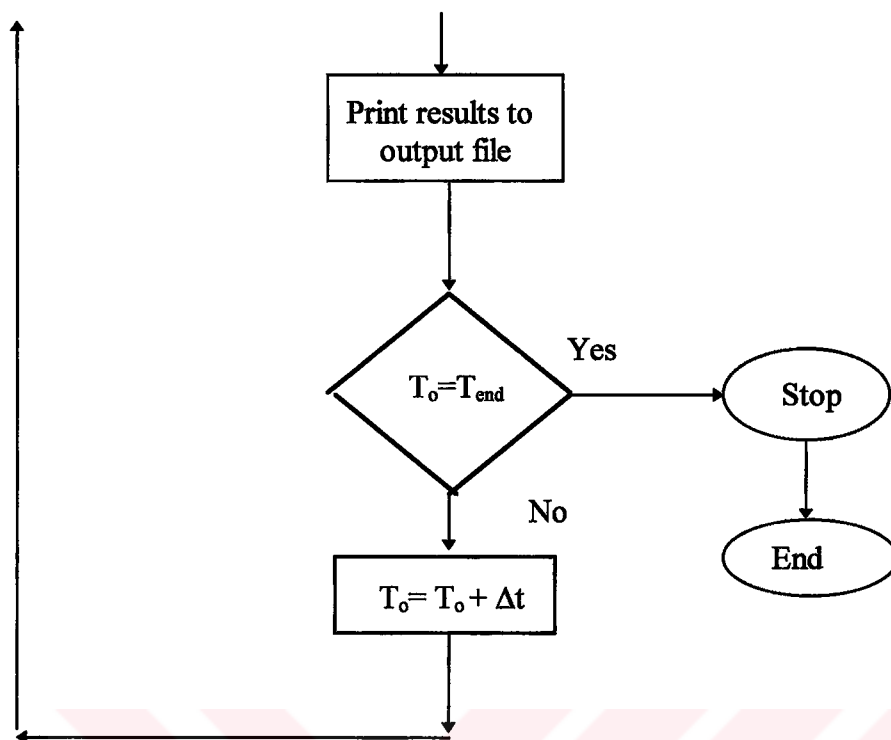 Print results to
output file
Yes
Tₒ=Tend
Stop
No
End
Tₒ= Tₒ + Δt